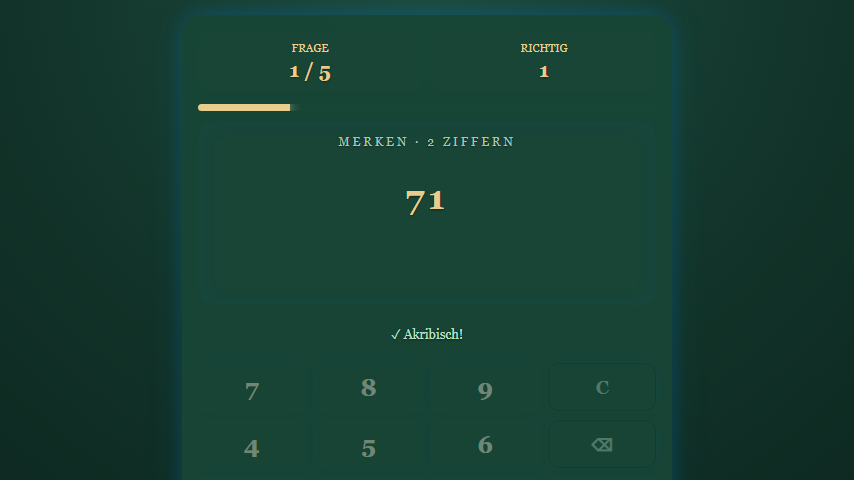 FRAGE
1 / 5
RICHTIG
1
MERKEN · 2 ZIFFERN
71
✓ Akribisch!
7 8 9 C
4 5 6 ⌫